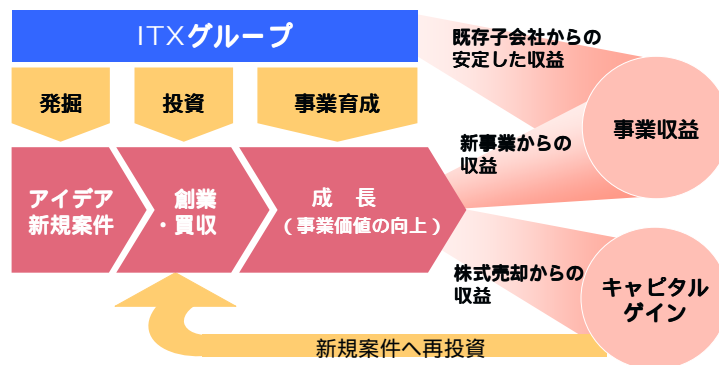 ITXグループ
発掘
投資
事業育成
アイデア
新規案件
創業
・買収
成　長
（事業価値の向上）
既存子会社からの
安定した収益
新事業からの
収益
事業収益
株式売却からの
収益
キャピタル
ゲイン
新規案件へ再投資